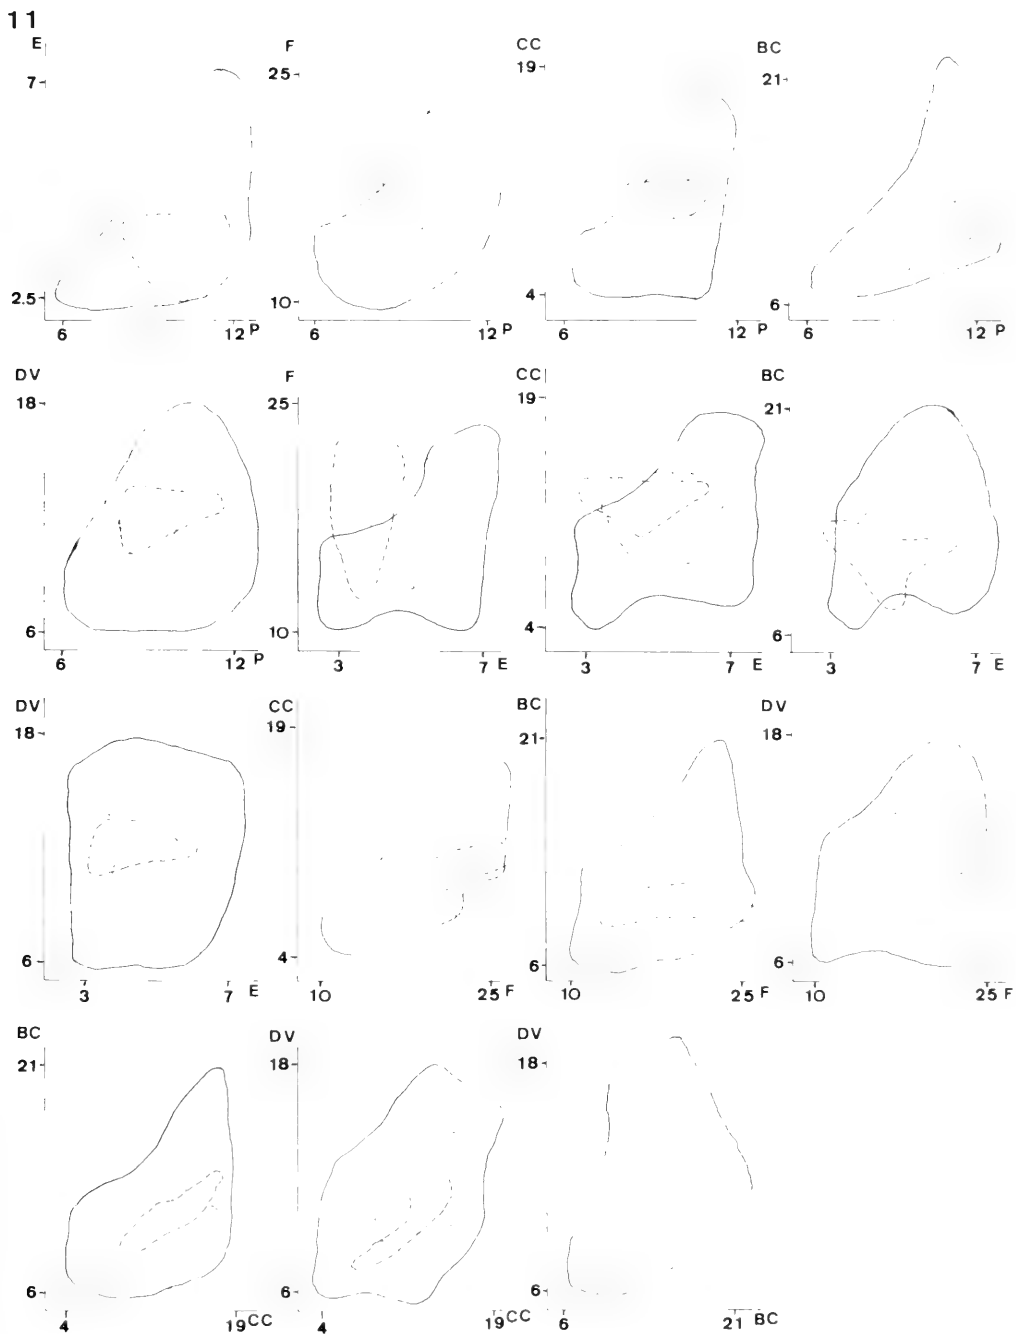 11
E F CC BC
7 25 19 21
2.5 10 4 6
6 12 P 6 12 P 6 12 P 6 12 P
DV F CC BC
18 25 19 21
6 10 4 6
6 12 P 3 7 E 3 7 E 3 7 E
DV CC BC DV
18 19 21 18
6 4 6 6
3 7 E 10 25 F 10 25 F 10 25 F
BC DV DV
21 18 18
6 6 6
4 19 CC 4 19 CC 6 21 BC